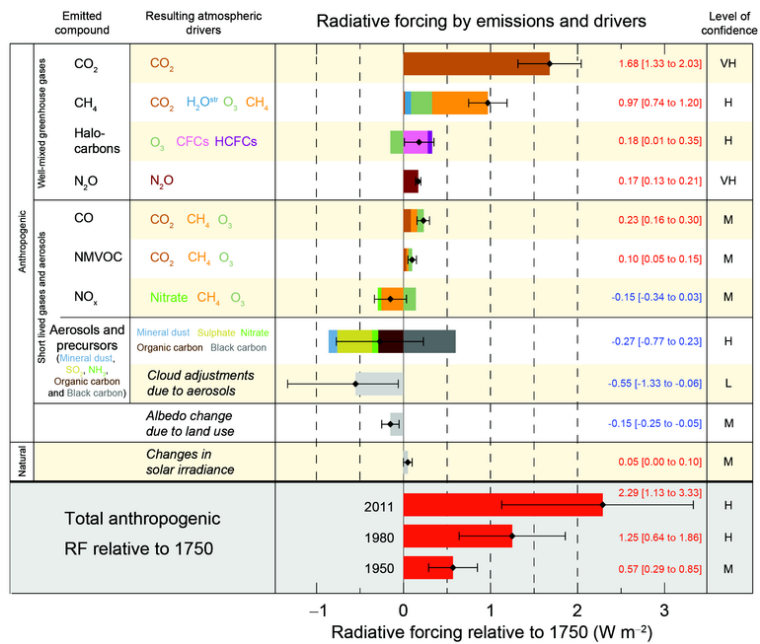 Emitted compound
Resulting atmospheric drivers
Radiative forcing by emissions and drivers
Level of confidence
Anthropogenic
Well-mixed greenhouse gases
CO₂
CO₂
1.68 [1.33 to 2.03]
VH
CH₄
CO₂ H₂Oˢᵗʳ O₃ CH₄
0.97 [0.74 to 1.20]
H
Halo-
carbons
O₃ CFCs HCFCs
0.18 [0.01 to 0.35]
H
N₂O
N₂O
0.17 [0.13 to 0.21]
VH
Short lived gases and aerosols
CO
CO₂ CH₄ O₃
0.23 [0.16 to 0.30]
M
NMVOC
CO₂ CH₄ O₃
0.10 [0.05 to 0.15]
M
NOₓ
Nitrate CH₄ O₃
-0.15 [-0.34 to 0.03]
M
Aerosols and
precursors
(Mineral dust,
SO₂, NH₃,
Organic carbon
and Black carbon)
Mineral dust Sulphate Nitrate
Organic carbon Black carbon
-0.27 [-0.77 to 0.23]
H
Cloud adjustments
due to aerosols
-0.55 [-1.33 to -0.06]
L
Albedo change
due to land use
-0.15 [-0.25 to -0.05]
M
Natural
Changes in
solar irradiance
0.05 [0.00 to 0.10]
M
Total anthropogenic
RF relative to 1750
2011
2.29 [1.13 to 3.33]
H
1980
1.25 [0.64 to 1.86]
H
1950
0.57 [0.29 to 0.85]
M
−1 0 1 2 3
Radiative forcing relative to 1750 (W m⁻²)